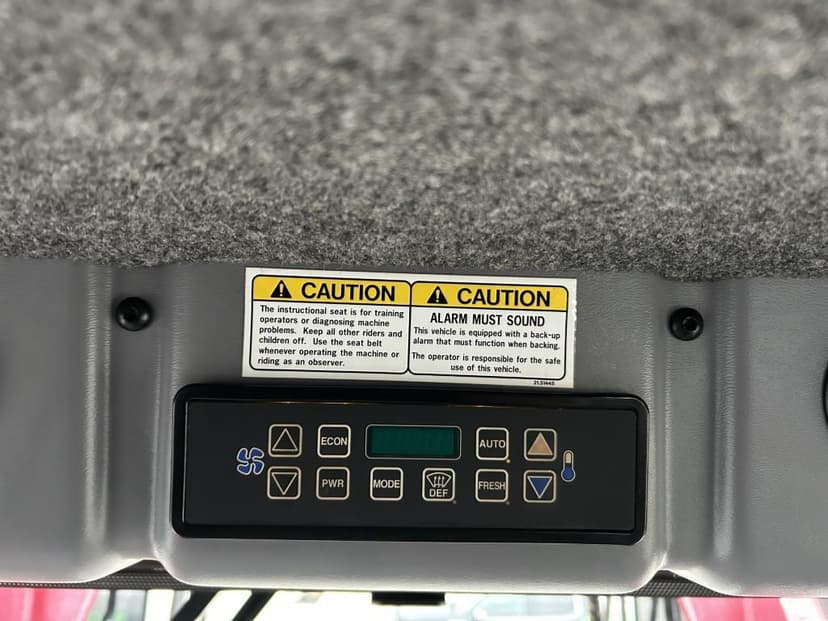 CAUTION
The instructional seat is for training
operators or diagnosing machine
problems. Keep all other riders and
children off. Use the seat belt
whenever operating the machine or
riding as an observer.
CAUTION
ALARM MUST SOUND
This vehicle is equipped with a back-up
alarm that must function when backing.
The operator is responsible for the safe
use of this vehicle.
ECON
AUTO
PWR
MODE
DEF
FRESH